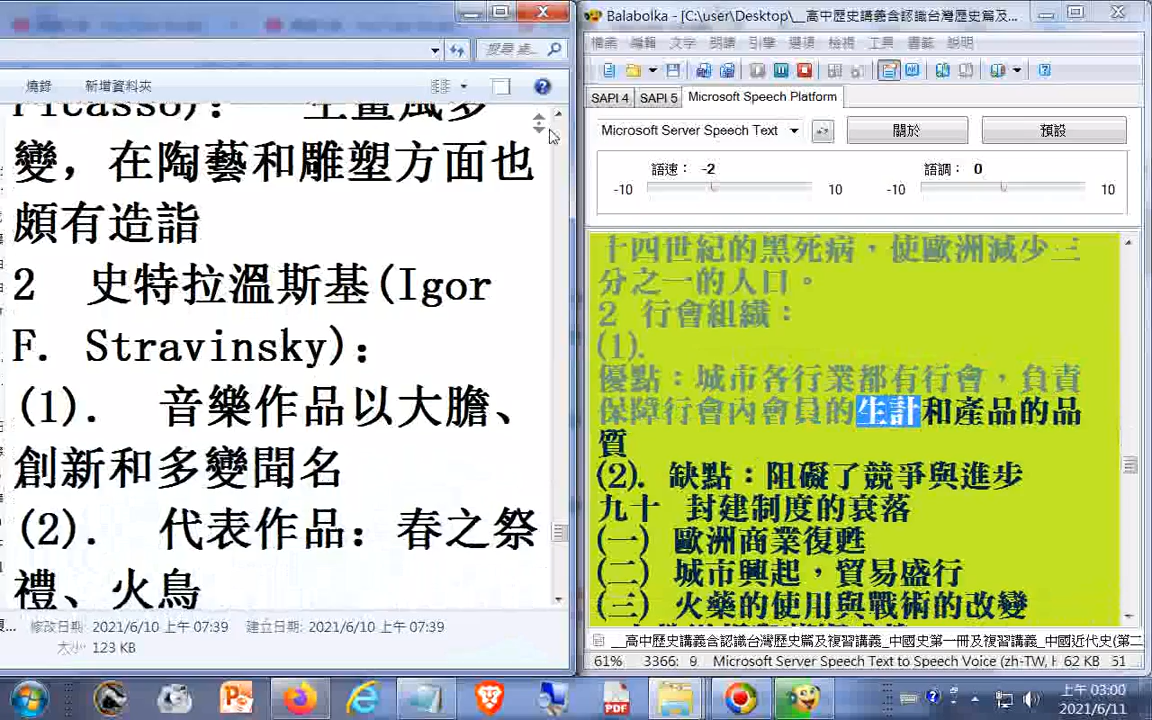 搜尋 桌...
燒錄 新增資料夾
Picasso): 一生畫風多
變，在陶藝和雕塑方面也
頗有造詣
2 史特拉溫斯基(Igor
F. Stravinsky):
(1). 音樂作品以大膽、
創新和多變聞名
(2). 代表作品：春之祭
禮、火鳥
修改日期: 2021/6/10 上午 07:39 建立日期: 2021/6/10 上午 07:39
大小: 123 KB
Balabolka - [C:\user\Desktop\__高中歷史講義含認識台灣歷史篇及...
檔案 編輯 文字 朗讀 引擎 選項 檢視 工具 書籤 說明
SAPI 4 SAPI 5 Microsoft Speech Platform
Microsoft Server Speech Text 關於 預設
語速： -2 語調： 0
-10 10 -10 10
十四世紀的黑死病，使歐洲減少三
分之一的人口。
2 行會組織：
(1).
優點：城市各行業都有行會，負責
保障行會內會員的生計和產品的品
質
(2). 缺點：阻礙了競爭與進步
九十 封建制度的衰落
(一) 歐洲商業復甦
(二) 城市興起，貿易盛行
(三) 火藥的使用與戰術的改變
__高中歷史講義含認識台灣歷史篇及複習講義_中國史第一冊及複習講義_中國近代史(第二
61% 3366: 9 Microsoft Server Speech Text to Speech Voice (zh-TW, H 62 KB 51
上午 03:00
2021/6/11